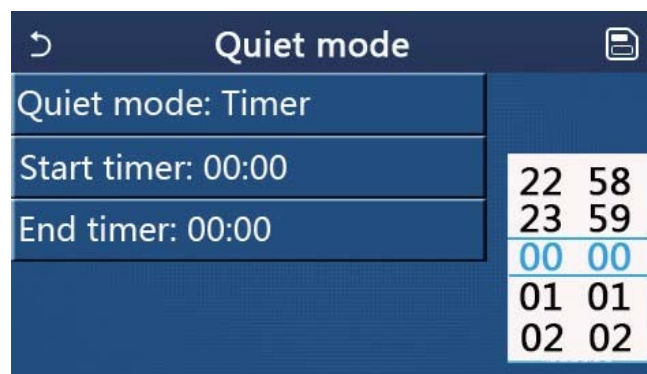 Quiet mode
Quiet mode: Timer
Start timer: 00:00
End timer: 00:00
22 58
23 59
00 00
01 01
02 02